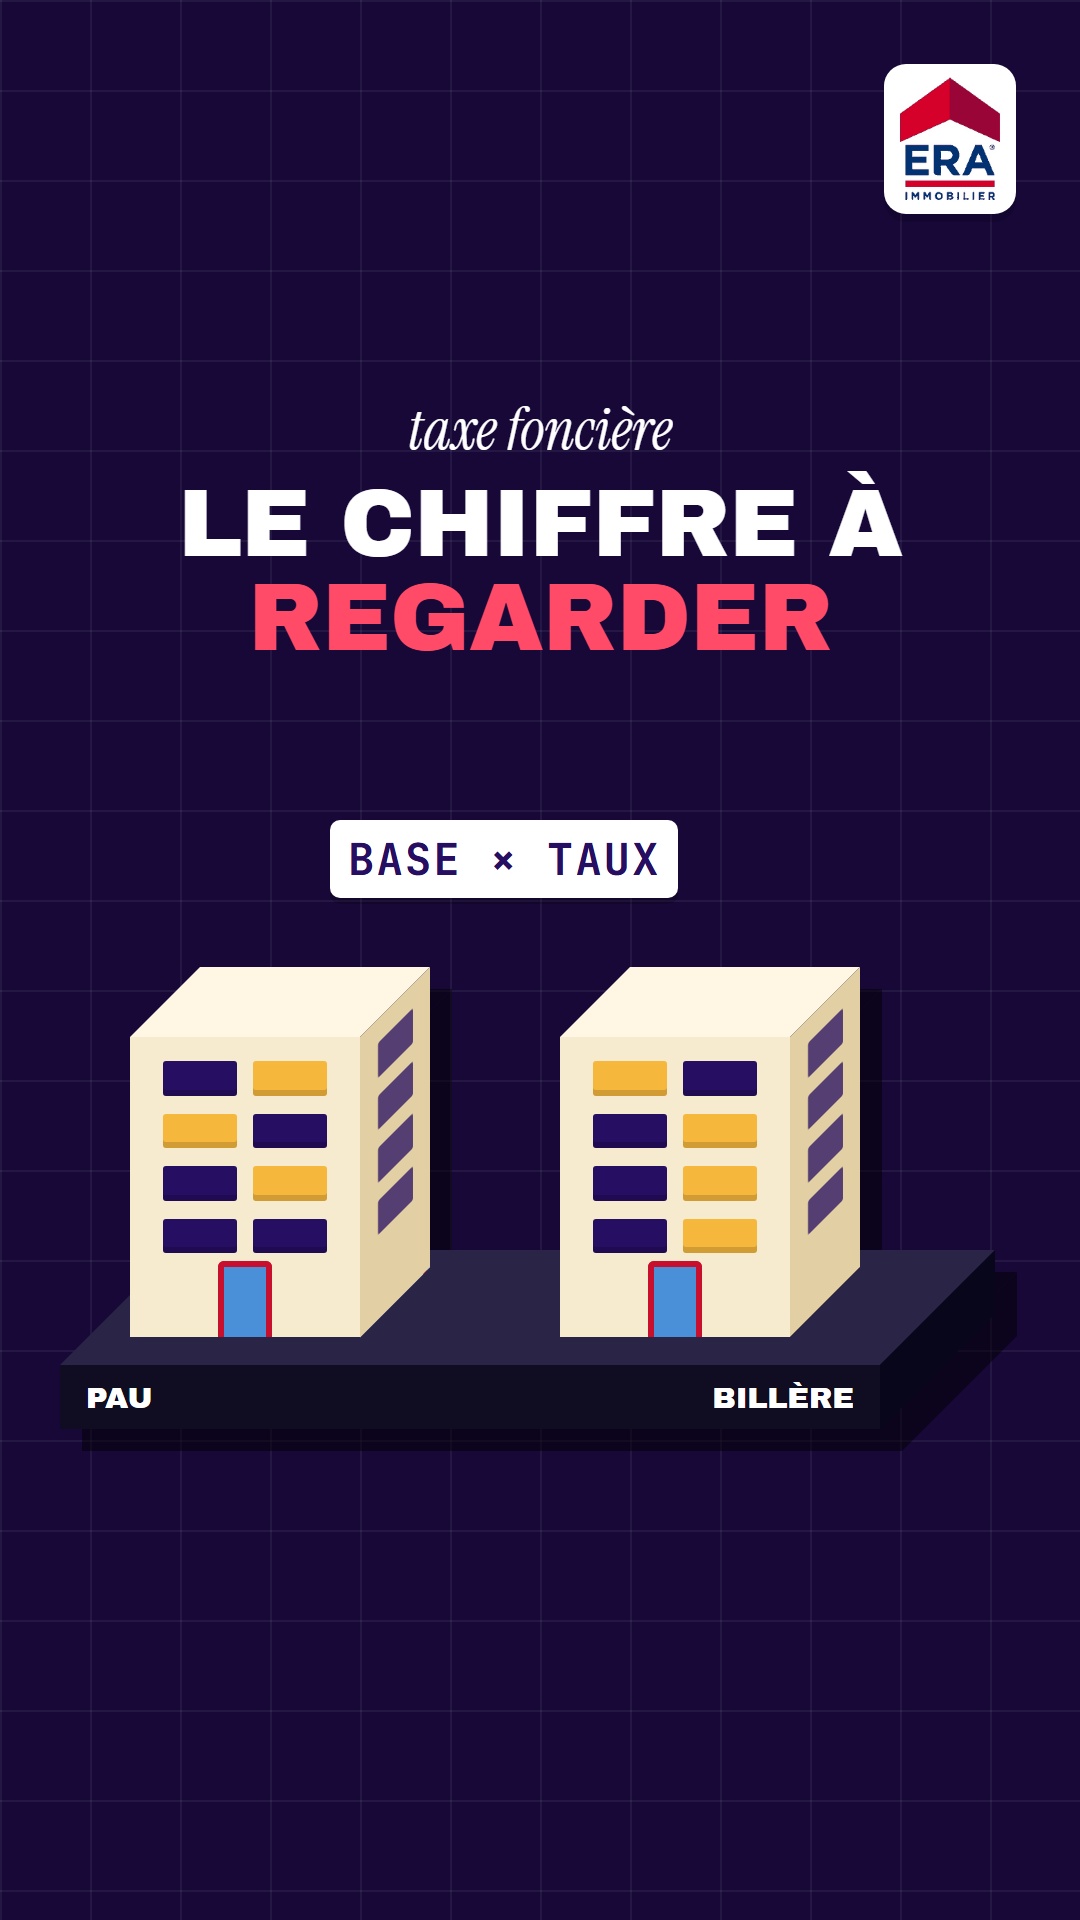 ERA®
IMMOBILIER
taxe foncière
LE CHIFFRE À
REGARDER
BASE × TAUX
PAU
BILLÈRE